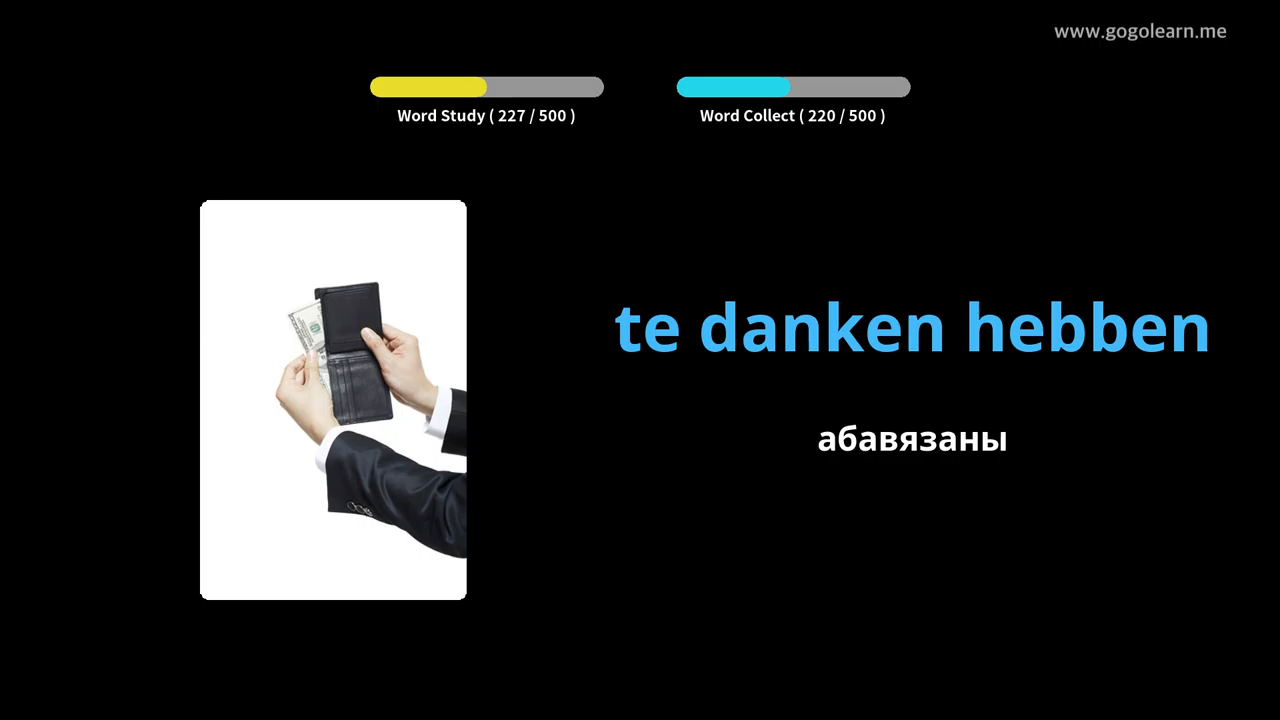 www.gogolearn.me
Word Study ( 227 / 500 )
Word Collect ( 220 / 500 )
te danken hebben
абавязаны